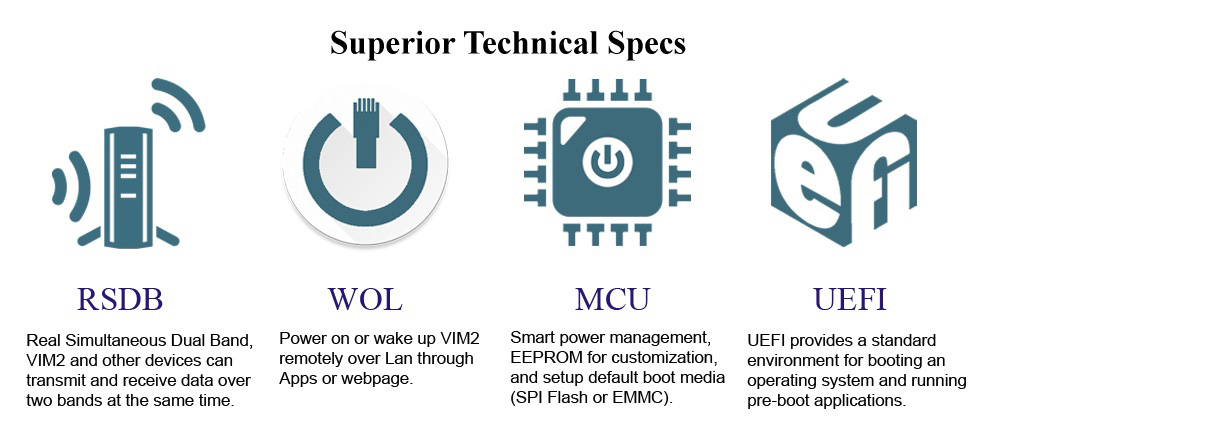 Superior Technical Specs
uefi
RSDB
Real Simultaneous Dual Band,
VIM2 and other devices can
transmit and receive data over
two bands at the same time.
WOL
Power on or wake up VIM2
remotely over Lan through
Apps or webpage.
MCU
Smart power management,
EEPROM for customization,
and setup default boot media
(SPI Flash or EMMC).
UEFI
UEFI provides a standard
environment for booting an
operating system and running
pre-boot applications.